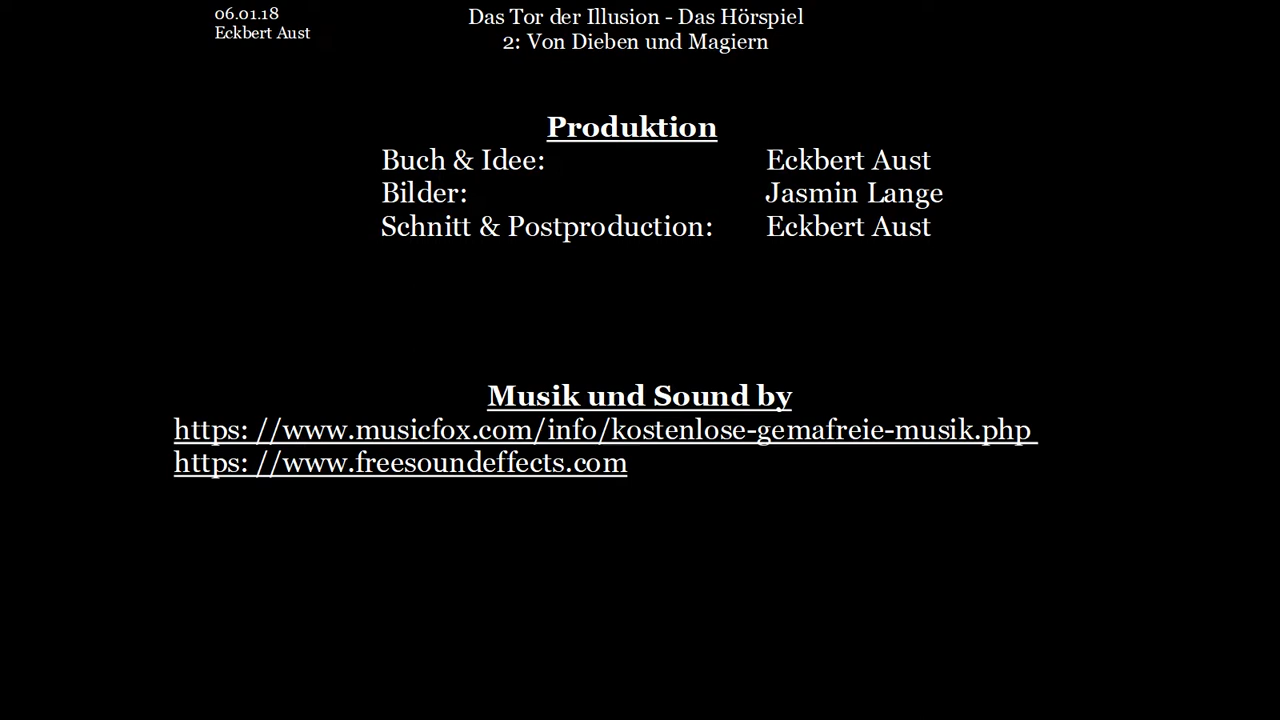 06.01.18
Eckbert Aust
Das Tor der Illusion - Das Hörspiel
2: Von Dieben und Magiern
Produktion
Buch & Idee: Eckbert Aust
Bilder: Jasmin Lange
Schnitt & Postproduction: Eckbert Aust
Musik und Sound by
https: //www.musicfox.com/info/kostenlose-gemafreie-musik.php
https: //www.freesoundeffects.com